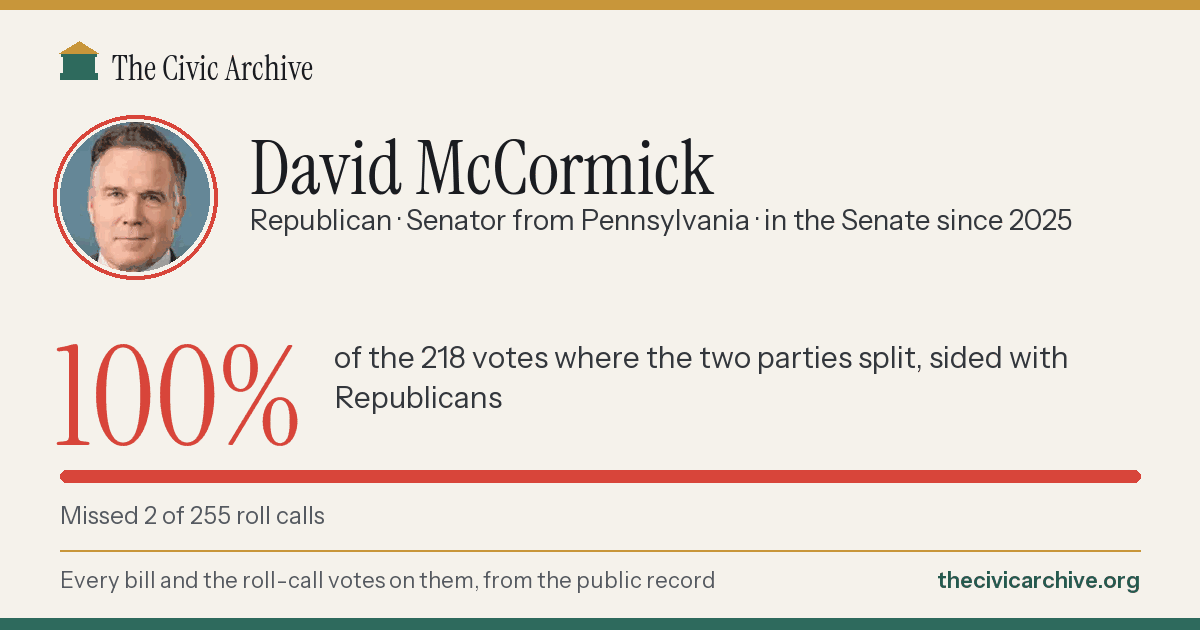 The Civic Archive
David McCormick
Republican · Senator from Pennsylvania · in the Senate since 2025
100%
of the 218 votes where the two parties split, sided with
Republicans
Missed 2 of 255 roll calls
Every bill and the roll-call votes on them, from the public record
thecivicarchive.org